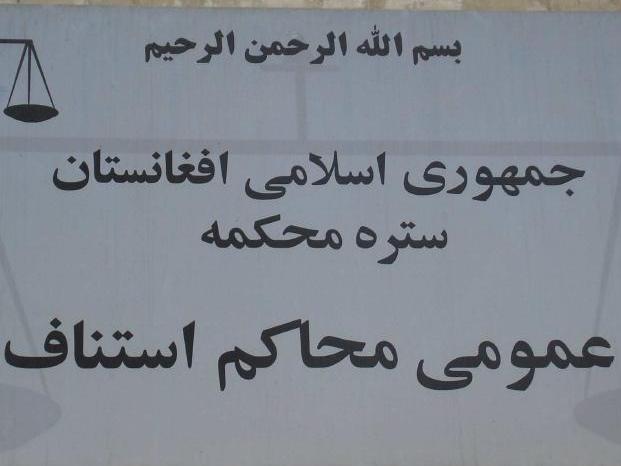 بسم الله الرحمن الرحیم
جمهوری اسلامی افغانستان
ستره محکمه
عمومی محاکم استناف